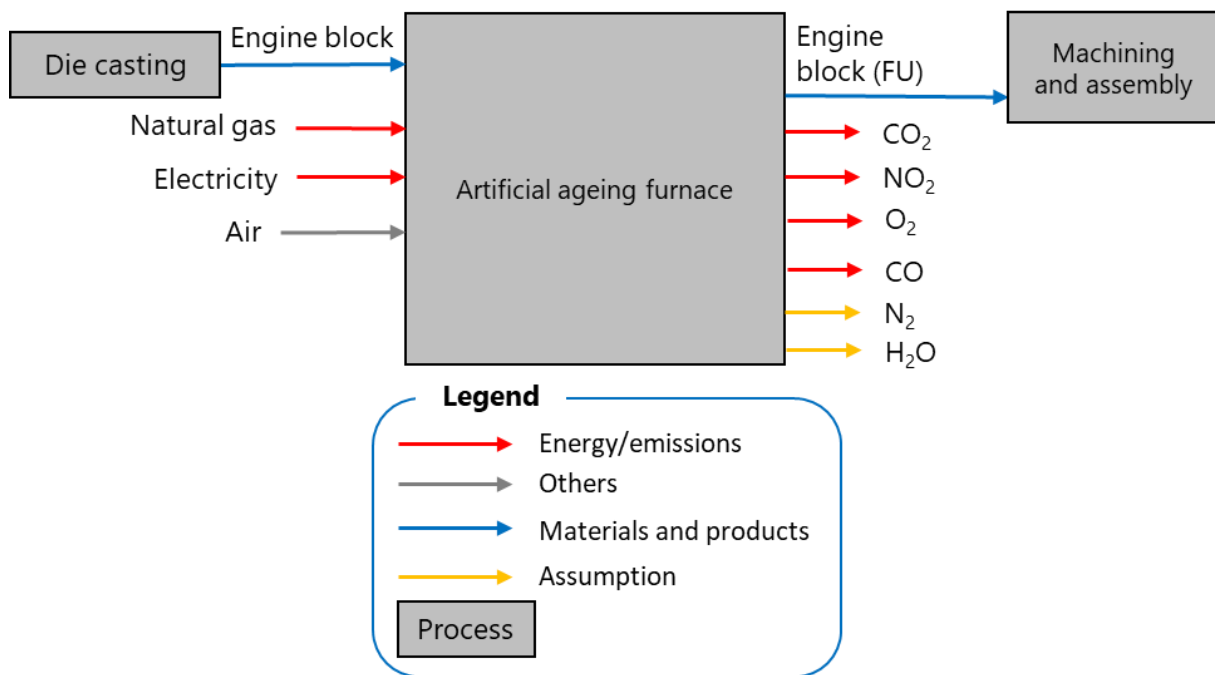 Die casting
Engine block
Natural gas
Electricity
Air
Artificial ageing furnace
Engine
block (FU)
CO₂
NO₂
O₂
CO
N₂
H₂O
Machining
and assembly
Legend
Energy/emissions
Others
Materials and products
Assumption
Process